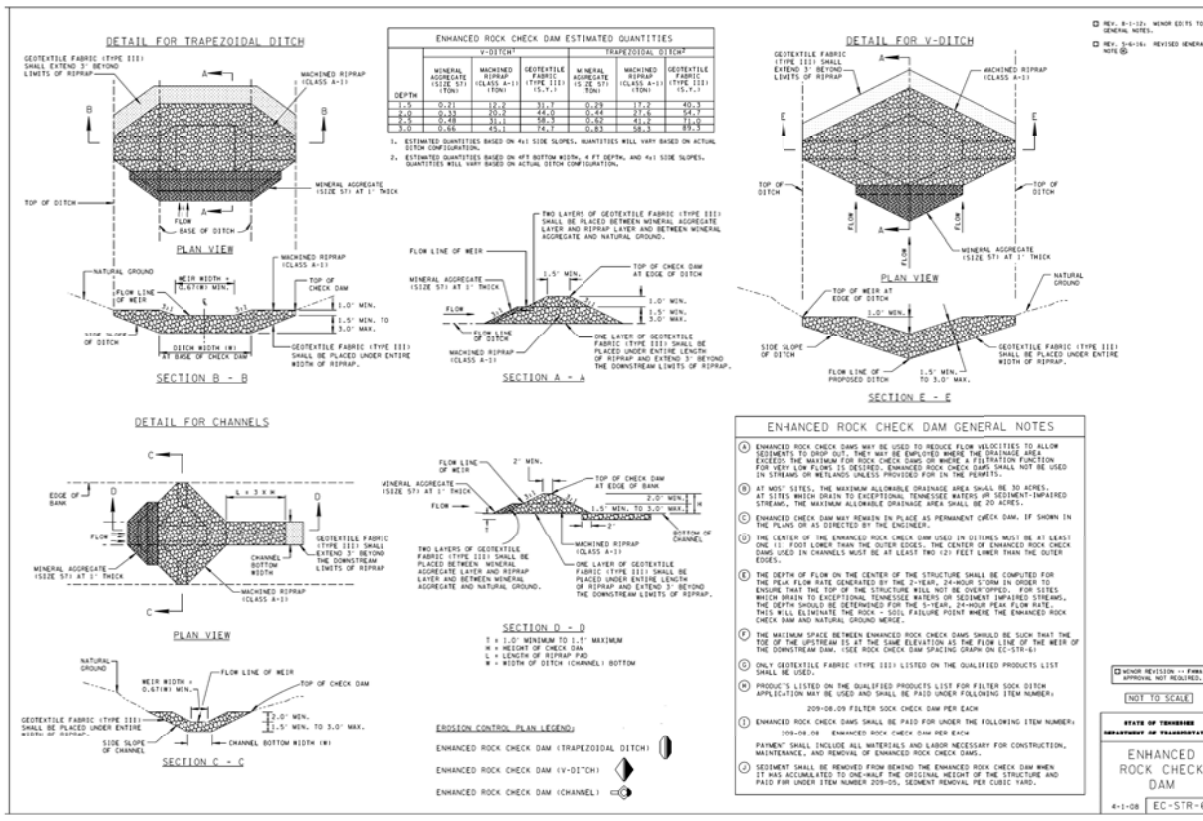 DETAIL FOR TRAPEZOIDAL DITCH
GEOTEXTILE FABRIC (TYPE III)
SHALL EXTEND 3' BEYOND
LIMITS OF RIPRAP
A
B
B
MACHINED RIPRAP
(CLASS A-1)
MINERAL AGGREGATE
(SIZE 57) AT 1' THICK
TOP OF DITCH
A
FLOW
BASE OF DITCH
PLAN VIEW
NATURAL GROUND
WEIR WIDTH =
0.67(W) MIN.
FLOW LINE
OF WEIR
3:1
3:1
MACHINED RIPRAP
(CLASS A-1)
TOP OF
CHECK DAM
1.0' MIN.
1.5' MIN. TO
3.0' MAX.
SIDE SLOPE
OF DITCH
DITCH WIDTH (W)
AT BASE OF CHECK DAM
GEOTEXTILE FABRIC (TYPE III)
SHALL BE PLACED UNDER ENTIRE
WIDTH OF RIPRAP.
SECTION B - B
ENHANCED ROCK CHECK DAM ESTIMATED QUANTITIES
V-DITCH¹ TRAPEZOIDAL DITCH²
DEPTH
MINERAL AGGREGATE (SIZE 57) (TON)
MACHINED RIPRAP (CLASS A-1) (TON)
GEOTEXTILE FABRIC (TYPE III) (S.Y.)
MINERAL AGGREGATE (SIZE 57) (TON)
MACHINED RIPRAP (CLASS A-1) (TON)
GEOTEXTILE FABRIC (TYPE III) (S.Y.)
1.5 0.21 12.2 31.7 0.29 17.2 40.3
2.0 0.33 20.2 44.0 0.44 27.6 54.7
2.5 0.48 31.1 58.3 0.62 41.2 71.0
3.0 0.66 45.1 74.7 0.83 58.3 89.3
1. ESTIMATED QUANTITIES BASED ON 4:1 SIDE SLOPES. QUANTITIES WILL VARY BASED ON ACTUAL
DITCH CONFIGURATION.
2. ESTIMATED QUANTITIES BASED ON 4FT BOTTOM WIDTH, 4 FT DEPTH, AND 4:1 SIDE SLOPES.
QUANTITIES WILL VARY BASED ON ACTUAL DITCH CONFIGURATION.
TWO LAYERS OF GEOTEXTILE FABRIC (TYPE III)
SHALL BE PLACED BETWEEN MINERAL AGGREGATE
LAYER AND RIPRAP LAYER AND BETWEEN MINERAL
AGGREGATE AND NATURAL GROUND.
FLOW LINE OF WEIR
MINERAL AGGREGATE
(SIZE 57) AT 1' THICK
1.5' MIN.
TOP OF CHECK DAM
AT EDGE OF DITCH
FLOW
3:1
3:1
1.0' MIN.
1.5' MIN.
3.0' MAX.
FLOW LINE
OF DITCH
MACHINED RIPRAP
(CLASS A-1)
ONE LAYER OF GEOTEXTILE
FABRIC (TYPE III) SHALL BE
PLACED UNDER ENTIRE LENGTH
OF RIPRAP AND EXTEND 3' BEYOND
THE DOWNSTREAM LIMITS OF RIPRAP.
SECTION A - A
DETAIL FOR V-DITCH
GEOTEXTILE FABRIC
(TYPE III) SHALL
EXTEND 3' BEYOND
LIMITS OF RIPRAP
A
MACHINED RIPRAP
(CLASS A-1)
E
E
TOP OF
DITCH
TOP OF
DITCH
FLOW
FLOW
A
FLOW
MINERAL AGGREGATE
(SIZE 57) AT 1' THICK
PLAN VIEW
TOP OF WEIR AT
EDGE OF DITCH
1.0' MIN.
NATURAL
GROUND
SIDE SLOPE
OF DITCH
FLOW LINE OF
PROPOSED DITCH
1.5' MIN.
TO 3.0' MAX.
GEOTEXTILE FABRIC (TYPE III)
SHALL BE PLACED UNDER ENTIRE
WIDTH OF RIPRAP.
SECTION E - E
REV. 8-1-12: MINOR EDITS TO
GENERAL NOTES.
REV. 5-6-16: REVISED GENERAL
NOTE
DETAIL FOR CHANNELS
C
EDGE OF
BANK
D
L = 3 X H
D
FLOW
MINERAL AGGREGATE
(SIZE 57) AT 1' THICK
CHANNEL
BOTTOM
WIDTH
GEOTEXTILE FABRIC
(TYPE III) SHALL
EXTEND 3' BEYOND
THE DOWNSTREAM
LIMITS OF RIPRAP
MACHINED RIPRAP
(CLASS A-1)
C
PLAN VIEW
NATURAL
GROUND
WEIR WIDTH =
0.67(W) MIN.
FLOW LINE OF WEIR
TOP OF CHECK DAM
2.0' MIN.
1.5' MIN. TO 3.0' MAX.
GEOTEXTILE FABRIC (TYPE III)
SHALL BE PLACED UNDER ENTIRE
WIDTH OF RIPRAP.
SIDE SLOPE
OF CHANNEL
CHANNEL BOTTOM WIDTH (W)
SECTION C - C
FLOW LINE
OF WEIR
2' MIN.
TOP OF CHECK DAM
AT EDGE OF BANK
MINERAL AGGREGATE
(SIZE 57) AT 1' THICK
FLOW
3:1
3:1
2.0' MIN.
1.5' MIN. TO 3.0' MAX.
H
T
2'
BOTTOM OF
CHANNEL
MACHINED RIPRAP
(CLASS A-1)
TWO LAYERS OF GEOTEXTILE
FABRIC (TYPE III) SHALL BE
PLACED BETWEEN MINERAL
AGGREGATE LAYER AND RIPRAP
LAYER AND BETWEEN MINERAL
AGGREGATE AND NATURAL GROUND.
ONE LAYER OF GEOTEXTILE
FABRIC (TYPE III) SHALL BE
PLACED UNDER ENTIRE LENGTH
OF RIPRAP AND EXTEND 3' BEYOND
THE DOWNSTREAM LIMITS OF RIPRAP.
SECTION D - D
T = 1.0' MINIMUM TO 1.5' MAXIMUM
H = HEIGHT OF CHECK DAM
L = LENGTH OF RIPRAP PAD
W = WIDTH OF DITCH (CHANNEL) BOTTOM
EROSION CONTROL PLAN LEGEND:
ENHANCED ROCK CHECK DAM (TRAPEZOIDAL DITCH)
ENHANCED ROCK CHECK DAM (V-DITCH)
ENHANCED ROCK CHECK DAM (CHANNEL)
ENHANCED ROCK CHECK DAM GENERAL NOTES
A ENHANCED ROCK CHECK DAMS MAY BE USED TO REDUCE FLOW VELOCITIES TO ALLOW
SEDIMENTS TO DROP OUT. THEY MAY BE EMPLOYED WHERE THE DRAINAGE AREA
EXCEEDS THE MAXIMUM FOR ROCK CHECK DAMS OR WHERE A FILTRATION FUNCTION
FOR VERY LOW FLOWS IS DESIRED. ENHANCED ROCK CHECK DAMS SHALL NOT BE USED
IN STREAMS OR WETLANDS UNLESS PROVIDED FOR IN THE PERMITS.
B AT MOST SITES, THE MAXIMUM ALLOWABLE DRAINAGE AREA SHALL BE 30 ACRES.
AT SITES WHICH DRAIN TO EXCEPTIONAL TENNESSEE WATERS OR SEDIMENT-IMPAIRED
STREAMS, THE MAXIMUM ALLOWABLE DRAINAGE AREA SHALL BE 20 ACRES.
C ENHANCED CHECK DAM MAY REMAIN IN PLACE AS PERMANENT CHECK DAM, IF SHOWN IN
THE PLANS OR AS DIRECTED BY THE ENGINEER.
D THE CENTER OF THE ENHANCED ROCK CHECK DAM USED IN DITCHES MUST BE AT LEAST
ONE (1) FOOT LOWER THAN THE OUTER EDGES. THE CENTER OF ENHANCED ROCK CHECK
DAMS USED IN CHANNELS MUST BE AT LEAST TWO (2) FEET LOWER THAN THE OUTER
EDGES.
E THE DEPTH OF FLOW ON THE CENTER OF THE STRUCTURE SHALL BE COMPUTED FOR
THE PEAK FLOW RATE GENERATED BY THE 2-YEAR, 24-HOUR STORM IN ORDER TO
ENSURE THAT THE TOP OF THE STRUCTURE WILL NOT BE OVERTOPPED. FOR SITES
WHICH DRAIN TO EXCEPTIONAL TENNESSEE WATERS OR SEDIMENT IMPAIRED STREAMS,
THE DEPTH SHOULD BE DETERMINED FOR THE 5-YEAR, 24-HOUR PEAK FLOW RATE.
THIS WILL ELIMINATE THE ROCK - SOIL FAILURE POINT WHERE THE ENHANCED ROCK
CHECK DAM AND NATURAL GROUND MERGE.
F THE MAXIMUM SPACE BETWEEN ENHANCED ROCK CHECK DAMS SHOULD BE SUCH THAT THE
TOE OF THE UPSTREAM IS AT THE SAME ELEVATION AS THE FLOW LINE OF THE WEIR OF
THE DOWNSTREAM DAM. (SEE ROCK CHECK DAM SPACING GRAPH ON EC-STR-6)
G ONLY GEOTEXTILE FABRIC (TYPE III) LISTED ON THE QUALIFIED PRODUCTS LIST
SHALL BE USED.
H PRODUCTS LISTED ON THE QUALIFIED PRODUCTS LIST FOR FILTER SOCK DITCH
APPLICATION MAY BE USED AND SHALL BE PAID UNDER FOLLOWING ITEM NUMBER:
209-08.09 FILTER SOCK CHECK DAM PER EACH
I ENHANCED ROCK CHECK DAMS SHALL BE PAID FOR UNDER THE FOLLOWING ITEM NUMBER:
209-08.08 ENHANCED ROCK CHECK DAM PER EACH
PAYMENT SHALL INCLUDE ALL MATERIALS AND LABOR NECESSARY FOR CONSTRUCTION,
MAINTENANCE, AND REMOVAL OF ENHANCED ROCK CHECK DAMS.
J SEDIMENT SHALL BE REMOVED FROM BEHIND THE ENHANCED ROCK CHECK DAM WHEN
IT HAS ACCUMULATED TO ONE-HALF THE ORIGINAL HEIGHT OF THE STRUCTURE AND
PAID FOR UNDER ITEM NUMBER 209-05, SEDIMENT REMOVAL PER CUBIC YARD.
MINOR REVISION -- FHWA
APPROVAL NOT REQUIRED.
NOT TO SCALE
STATE OF TENNESSEE
DEPARTMENT OF TRANSPORTATION
ENHANCED
ROCK CHECK
DAM
4-1-08 EC-STR-6